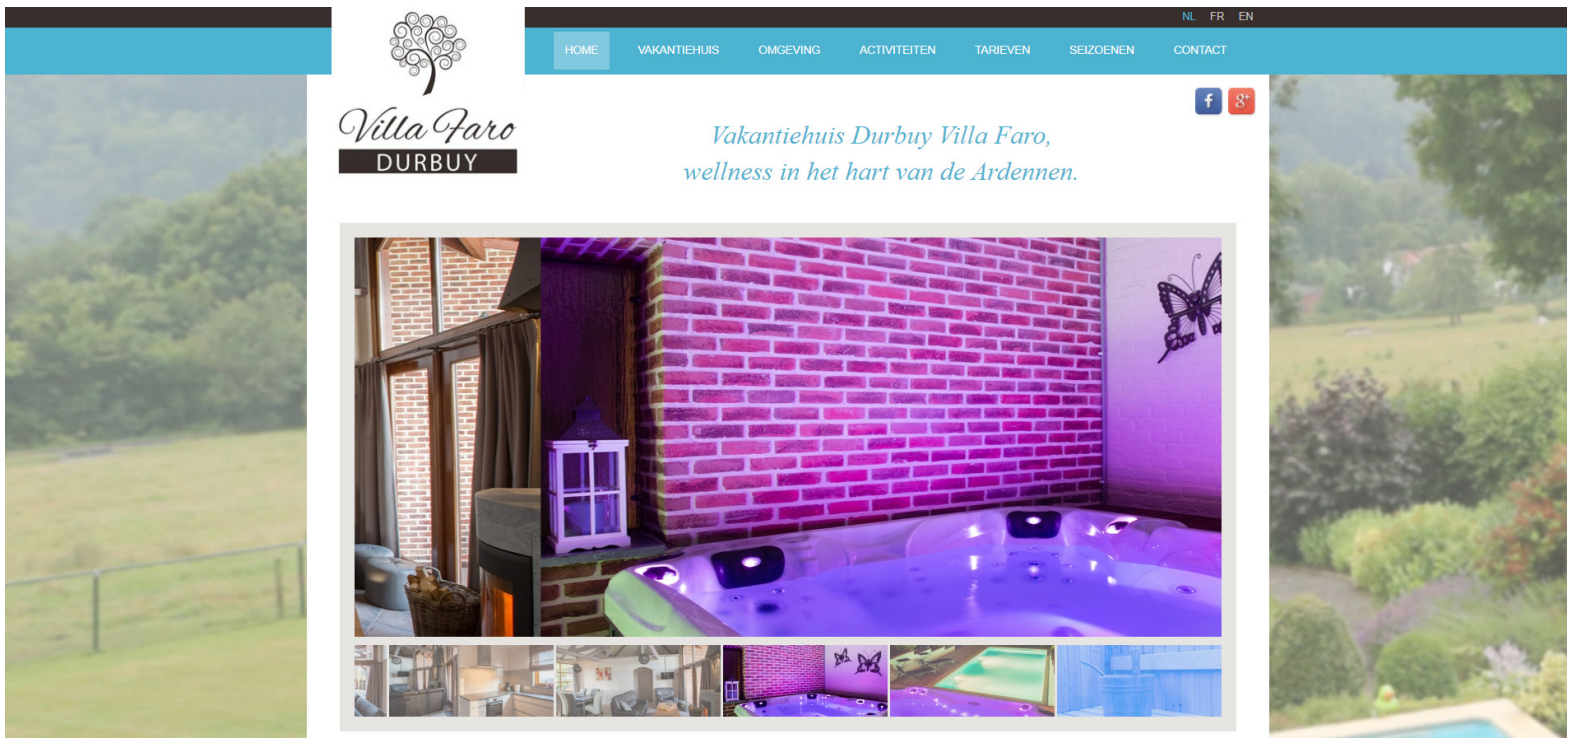 NL FR EN
HOME VAKANTIEHUIS OMGEVING ACTIVITEITEN TARIEVEN SEIZOENEN CONTACT
f g+
Villa Faro
DURBUY
Vakantiehuis Durbuy Villa Faro,
wellness in het hart van de Ardennen.